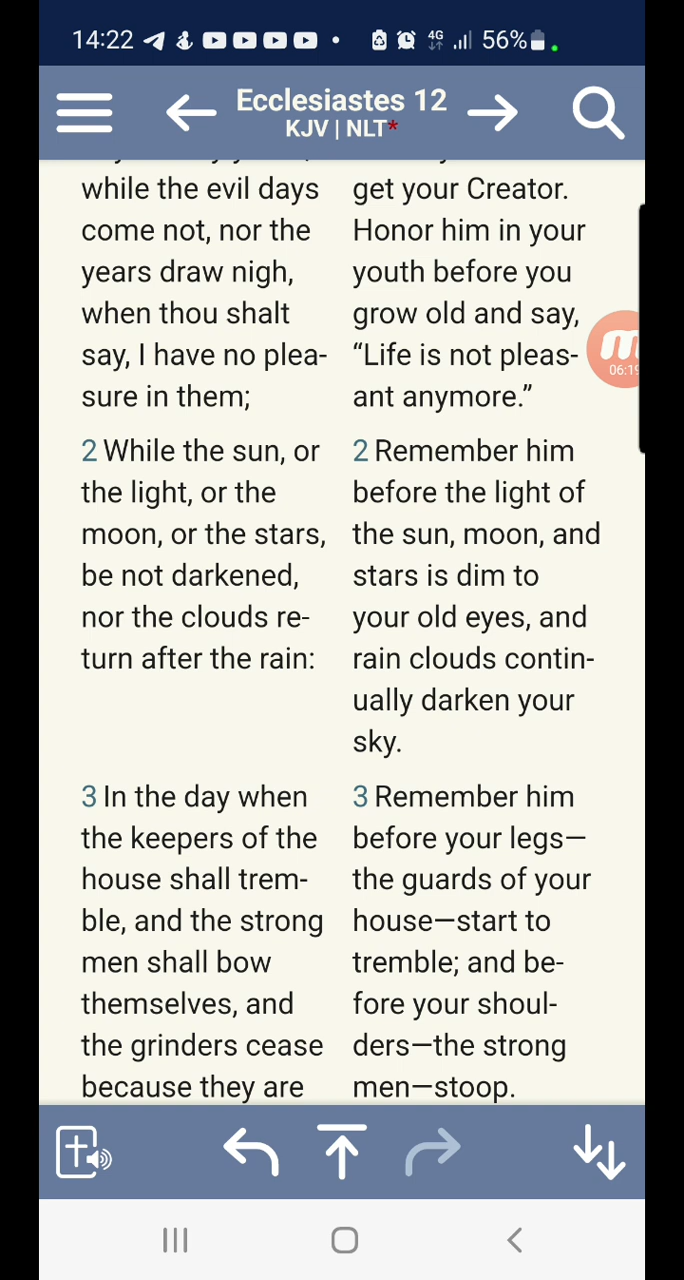 14:22
4G
56%
Ecclesiastes 12
KJV | NLT*
while the evil days
come not, nor the
years draw nigh,
when thou shalt
say, I have no plea-
sure in them;
2 While the sun, or
the light, or the
moon, or the stars,
be not darkened,
nor the clouds re-
turn after the rain:
3 In the day when
the keepers of the
house shall trem-
ble, and the strong
men shall bow
themselves, and
the grinders cease
because they are
get your Creator.
Honor him in your
youth before you
grow old and say,
“Life is not pleas-
ant anymore.”
2 Remember him
before the light of
the sun, moon, and
stars is dim to
your old eyes, and
rain clouds contin-
ually darken your
sky.
3 Remember him
before your legs—
the guards of your
house—start to
tremble; and be-
fore your shoul-
ders—the strong
men—stoop.
06:19